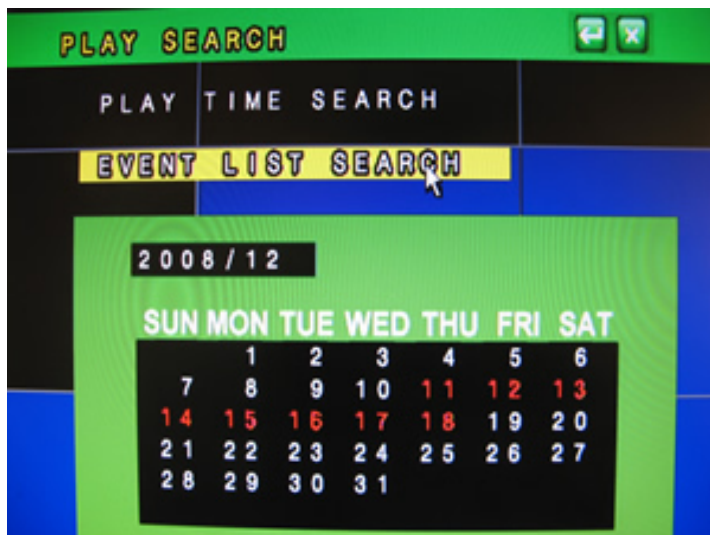 PLAY SEARCH
PLAY TIME SEARCH
EVENT LIST SEARCH
2008/12
SUN MON TUE WED THU FRI SAT
1 2 3 4 5 6
7 8 9 10 11 12 13
14 15 16 17 18 19 20
21 22 23 24 25 26 27
28 29 30 31